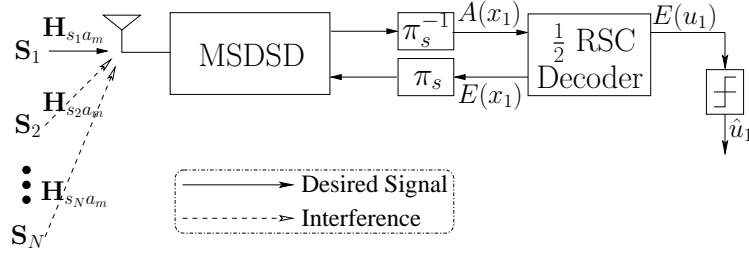 H_{s_1 a_m}
S_1
H_{s_2 a_m}
S_2
H_{s_N a_m}
S_N
MSDSD
π_s^{-1}
π_s
A(x_1)
E(x_1)
1/2 RSC
Decoder
E(u_1)
û_1
Desired Signal
Interference